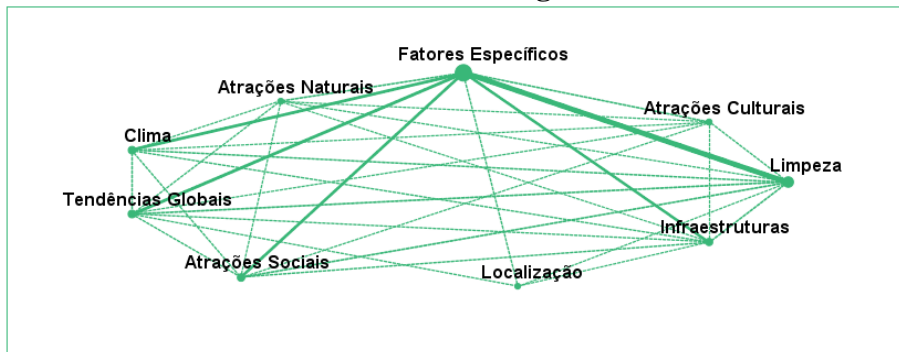 Fatores Específicos
Atrações Naturais
Atrações Culturais
Clima
Limpeza
Tendências Globais
Infraestruturas
Atrações Sociais
Localização